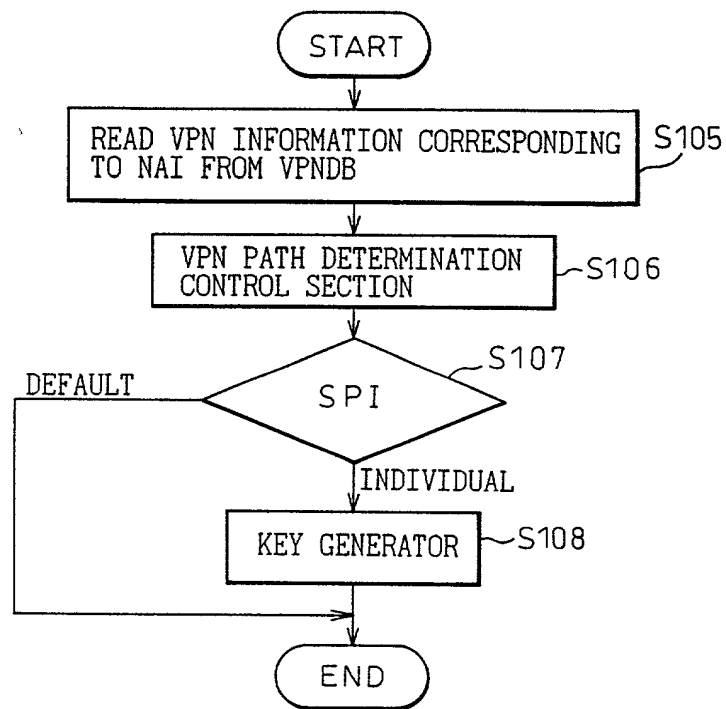 START
READ VPN INFORMATION CORRESPONDING
TO NAI FROM VPNDB
S105
VPN PATH DETERMINATION
CONTROL SECTION
S106
S107
DEFAULT
SPI
INDIVIDUAL
KEY GENERATOR
S108
END